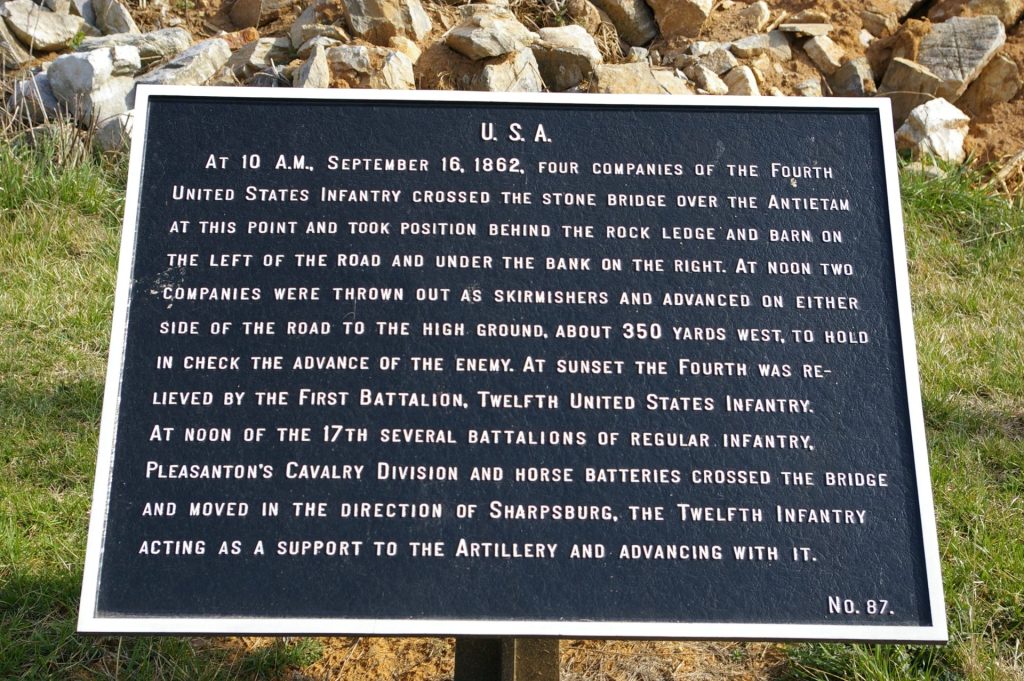 U. S. A.
At 10 A.M., September 16, 1862, four companies of the Fourth
United States Infantry crossed the stone bridge over the Antietam
at this point and took position behind the rock ledge and barn on
the left of the road and under the bank on the right. At noon two
companies were thrown out as skirmishers and advanced on either
side of the road to the high ground, about 350 yards west, to hold
in check the advance of the enemy. At sunset the Fourth was re-
lieved by the First Battalion, Twelfth United States Infantry.
At noon of the 17th several battalions of regular infantry,
Pleasanton's Cavalry Division and horse batteries crossed the bridge
and moved in the direction of Sharpsburg, the Twelfth Infantry
acting as a support to the Artillery and advancing with it.
No. 87.